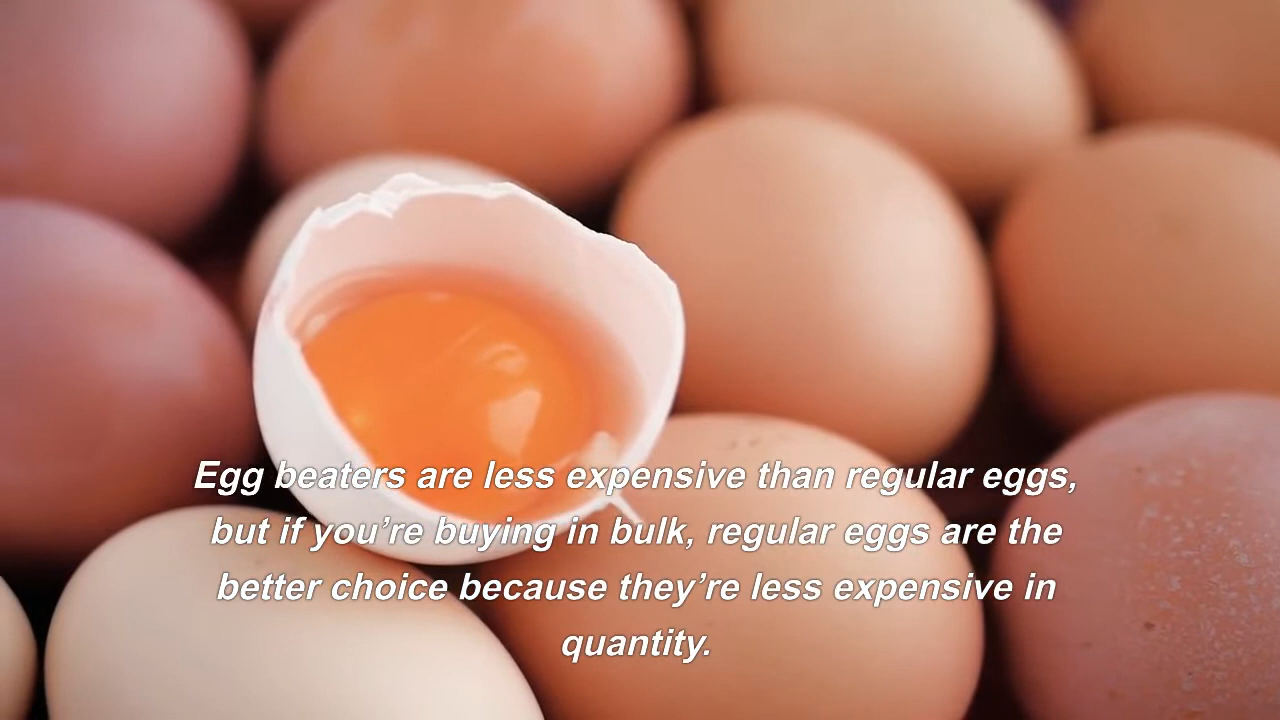 Egg beaters are less expensive than regular eggs,
but if you’re buying in bulk, regular eggs are the
better choice because they’re less expensive in
quantity.